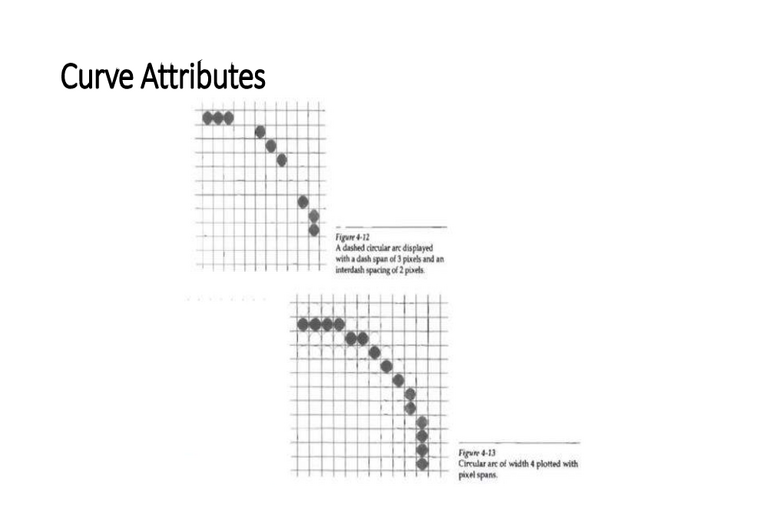 Curve Attributes
Figure 4-12
A dashed circular arc displayed
with a dash span of 3 pixels and an
interdash spacing of 2 pixels.
Figure 4-13
Circular arc of width 4 plotted with
pixel spans.